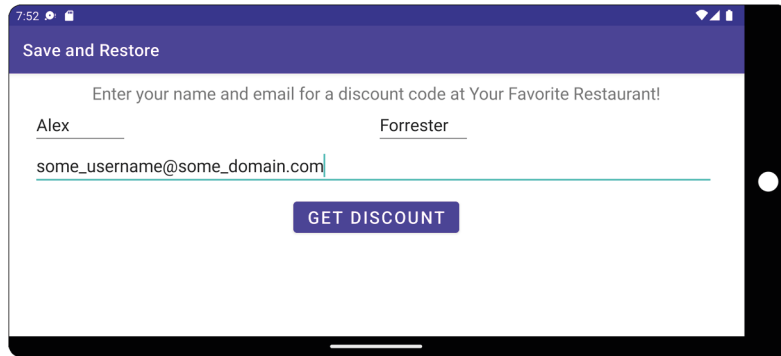 7:52
Save and Restore
Enter your name and email for a discount code at Your Favorite Restaurant!
Alex Forrester
some_username@some_domain.com
GET DISCOUNT